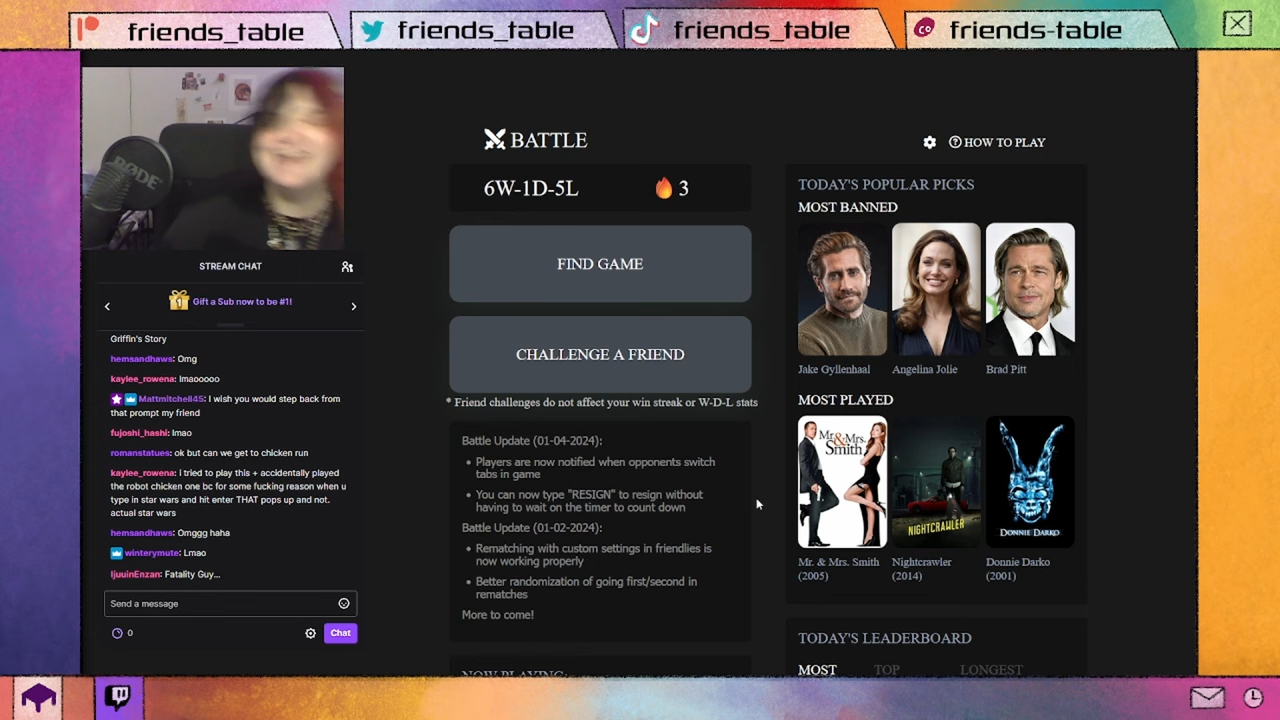 friends_table
friends_table
friends_table
friends-table
RØDE
STREAM CHAT
1
Gift a Sub now to be #1!
Griffin's Story
hemsandhaws: Omg
kaylee_rowena: lmaooooo
Mattmitchell45: I wish you would step back from
that prompt my friend
fujoshi_hashi: lmao
romanstatues: ok but can we get to chicken run
kaylee_rowena: i tried to play this + accidentally played
the robot chicken one bc for some fucking reason when u
type in star wars and hit enter THAT pops up and not.
actual star wars
hemsandhaws: Omggg haha
winterymute: Lmao
IjuuinEnzan: Fatality Guy...
Send a message
0
Chat
BATTLE
6W-1D-5L
3
FIND GAME
CHALLENGE A FRIEND
* Friend challenges do not affect your win streak or W-D-L stats
Battle Update (01-04-2024):
• Players are now notified when opponents switch
tabs in game
• You can now type "RESIGN" to resign without
having to wait on the timer to count down
Battle Update (01-02-2024):
• Rematching with custom settings in friendlies is
now working properly
• Better randomization of going first/second in
rematches
More to come!
NOW PLAYING:
HOW TO PLAY
TODAY'S POPULAR PICKS
MOST BANNED
Jake Gyllenhaal
Angelina Jolie
Brad Pitt
MOST PLAYED
Mr. & Mrs.
Smith
NIGHTCRAWLER
DONNIE DARKO
Mr. & Mrs. Smith
(2005)
Nightcrawler
(2014)
Donnie Darko
(2001)
TODAY'S LEADERBOARD
MOST
TOP
LONGEST